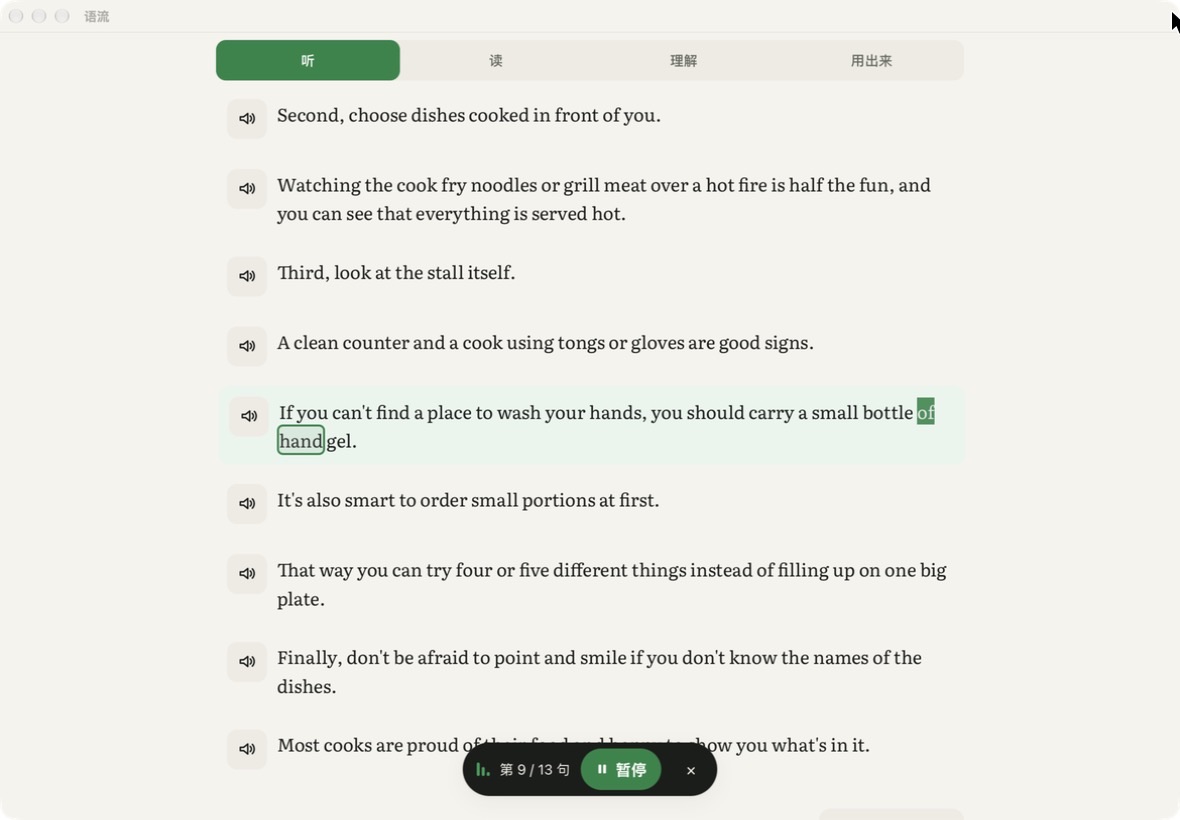 语流
听 读 理解 用出来
Second, choose dishes cooked in front of you.
Watching the cook fry noodles or grill meat over a hot fire is half the fun, and
you can see that everything is served hot.
Third, look at the stall itself.
A clean counter and a cook using tongs or gloves are good signs.
If you can't find a place to wash your hands, you should carry a small bottle of
hand gel.
It's also smart to order small portions at first.
That way you can try four or five different things instead of filling up on one big
plate.
Finally, don't be afraid to point and smile if you don't know the names of the
dishes.
Most cooks are proud of show you what's in it.
第 9 / 13 句 暂停 ×